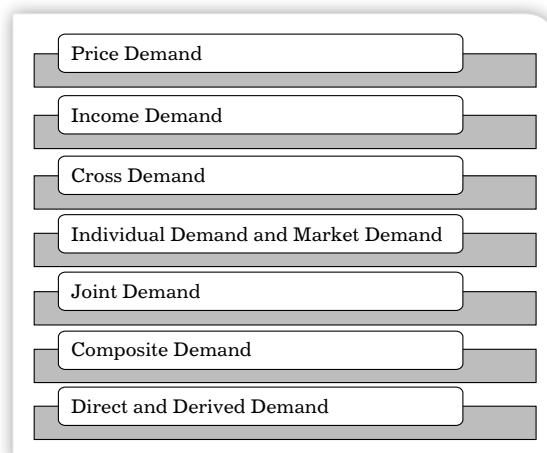 Price Demand
Income Demand
Cross Demand
Individual Demand and Market Demand
Joint Demand
Composite Demand
Direct and Derived Demand